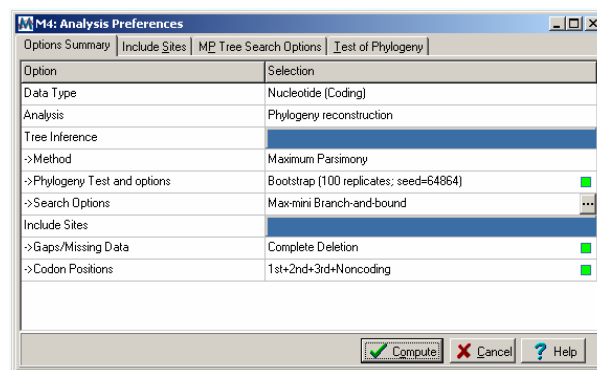 M4: Analysis Preferences
Options Summary Include Sites MP Tree Search Options Test of Phylogeny
Option Selection
Data Type Nucleotide (Coding)
Analysis Phylogeny reconstruction
Tree Inference
->Method Maximum Parsimony
->Phylogeny Test and options Bootstrap (100 replicates; seed=64864)
->Search Options Max-mini Branch-and-bound ...
Include Sites
->Gaps/Missing Data Complete Deletion
->Codon Positions 1st+2nd+3rd+Noncoding
Compute Cancel ? Help